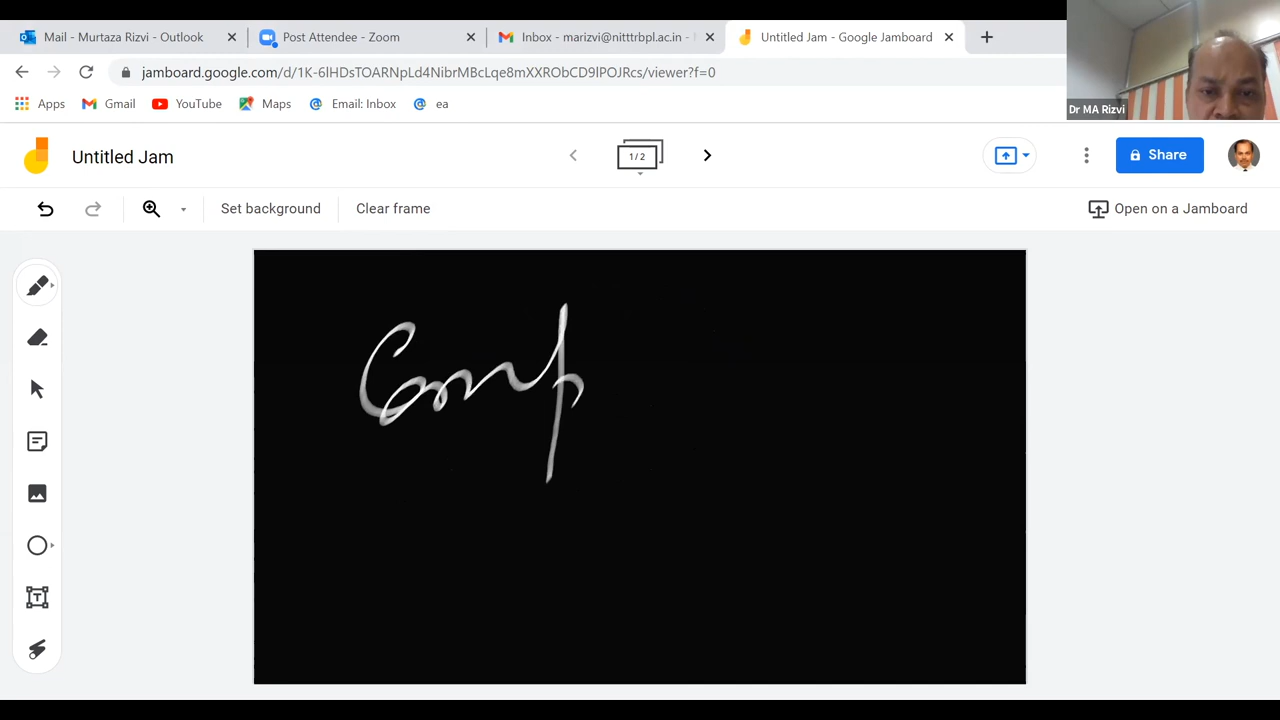 Mail - Murtaza Rizvi - Outlook
Post Attendee - Zoom
Inbox - marizvi@nitttrbpl.ac.in -
Untitled Jam - Google Jamboard
jamboard.google.com/d/1K-6lHDsTOARNpLd4NibrMBcLqe8mXXRObCD9lPOJRcs/viewer?f=0
Apps
Gmail
YouTube
Maps
Email: Inbox
ea
Dr MA Rizvi
Untitled Jam
1/2
Share
Set background
Clear frame
Open on a Jamboard
Comp